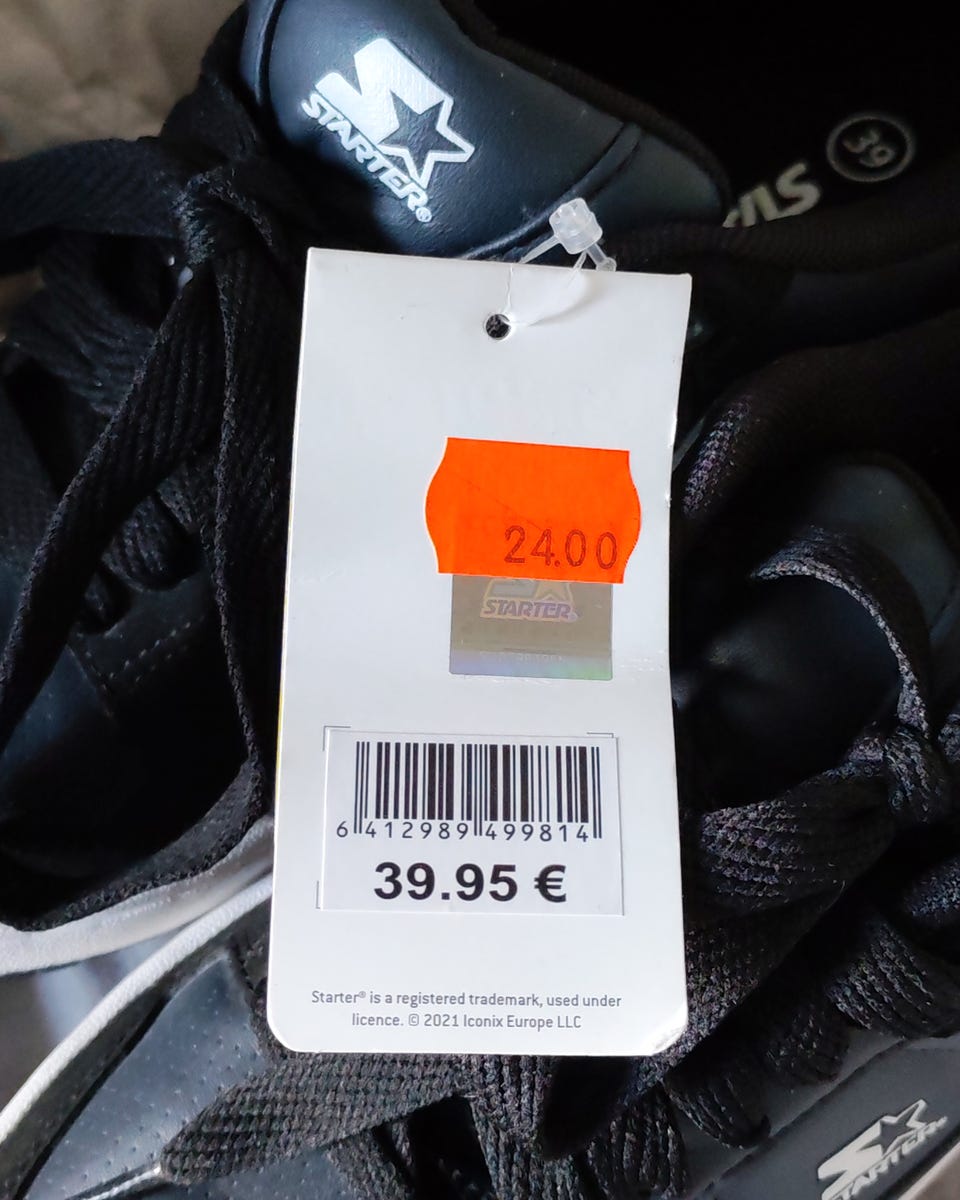 STARTER®
39
24.00
STARTER
6 412989 499814
39.95 €
Starter® is a registered trademark, used under
licence. © 2021 Iconix Europe LLC
STARTER®